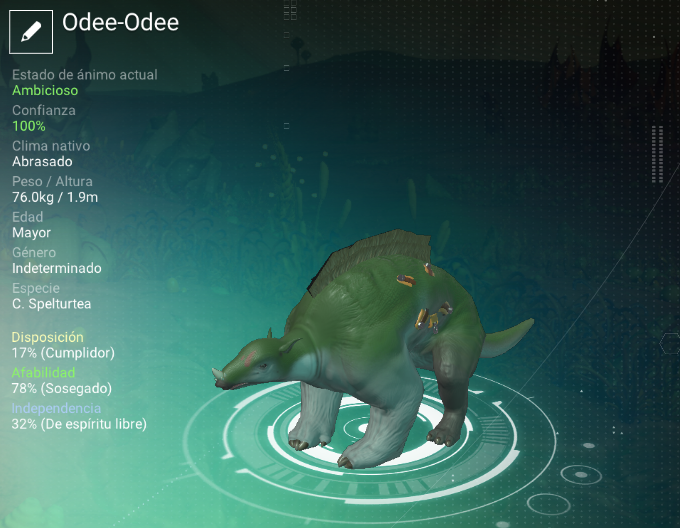 Odee-Odee
Estado de ánimo actual
Ambicioso
Confianza
100%
Clima nativo
Abrasado
Peso / Altura
76.0kg / 1.9m
Edad
Mayor
Género
Indeterminado
Especie
C. Spelturtea
Disposición
17% (Cumplidor)
Afabilidad
78% (Sosegado)
Independencia
32% (De espíritu libre)